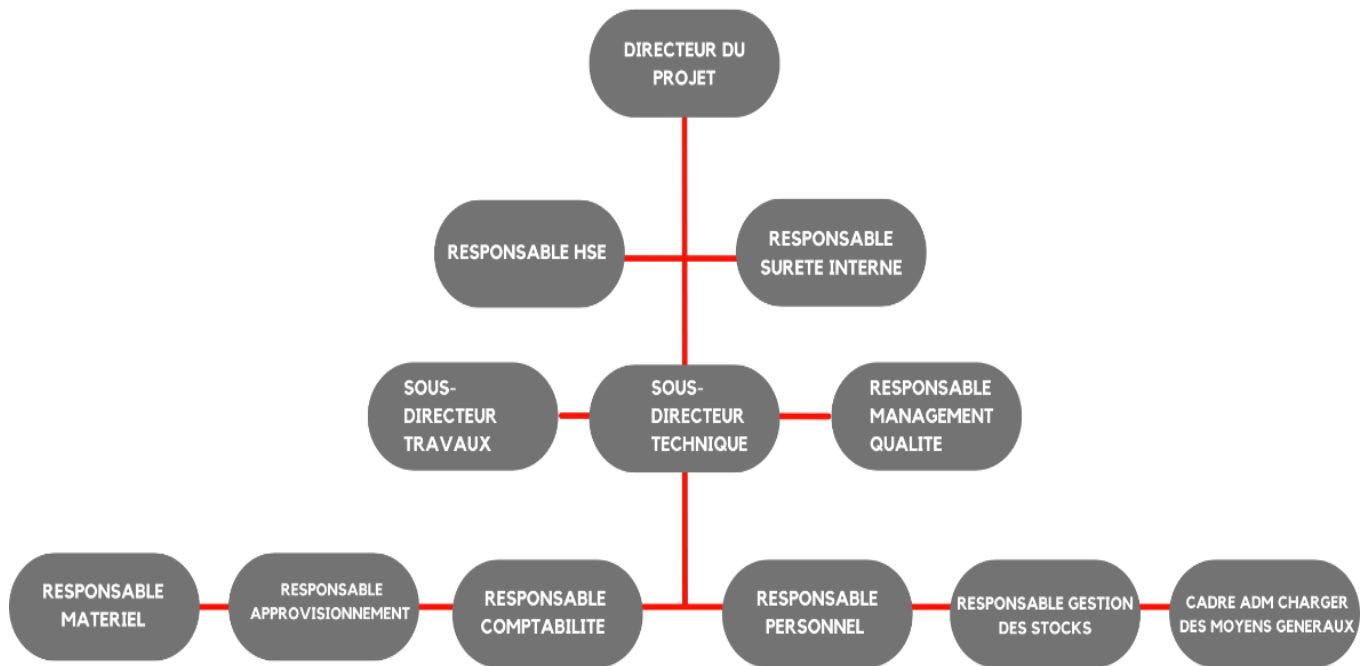 DIRECTEUR DU
PROJET
RESPONSABLE HSE
RESPONSABLE
SURETE INTERNE
SOUS-
DIRECTEUR
TRAVAUX
SOUS-
DIRECTEUR
TECHNIQUE
RESPONSABLE
MANAGEMENT
QUALITE
RESPONSABLE
MATERIEL
RESPONSABLE
APPROVISIONNEMENT
RESPONSABLE
COMPTABILITE
RESPONSABLE
PERSONNEL
RESPONSABLE GESTION
DES STOCKS
CADRE ADM CHARGER
DES MOYENS GENERAUX